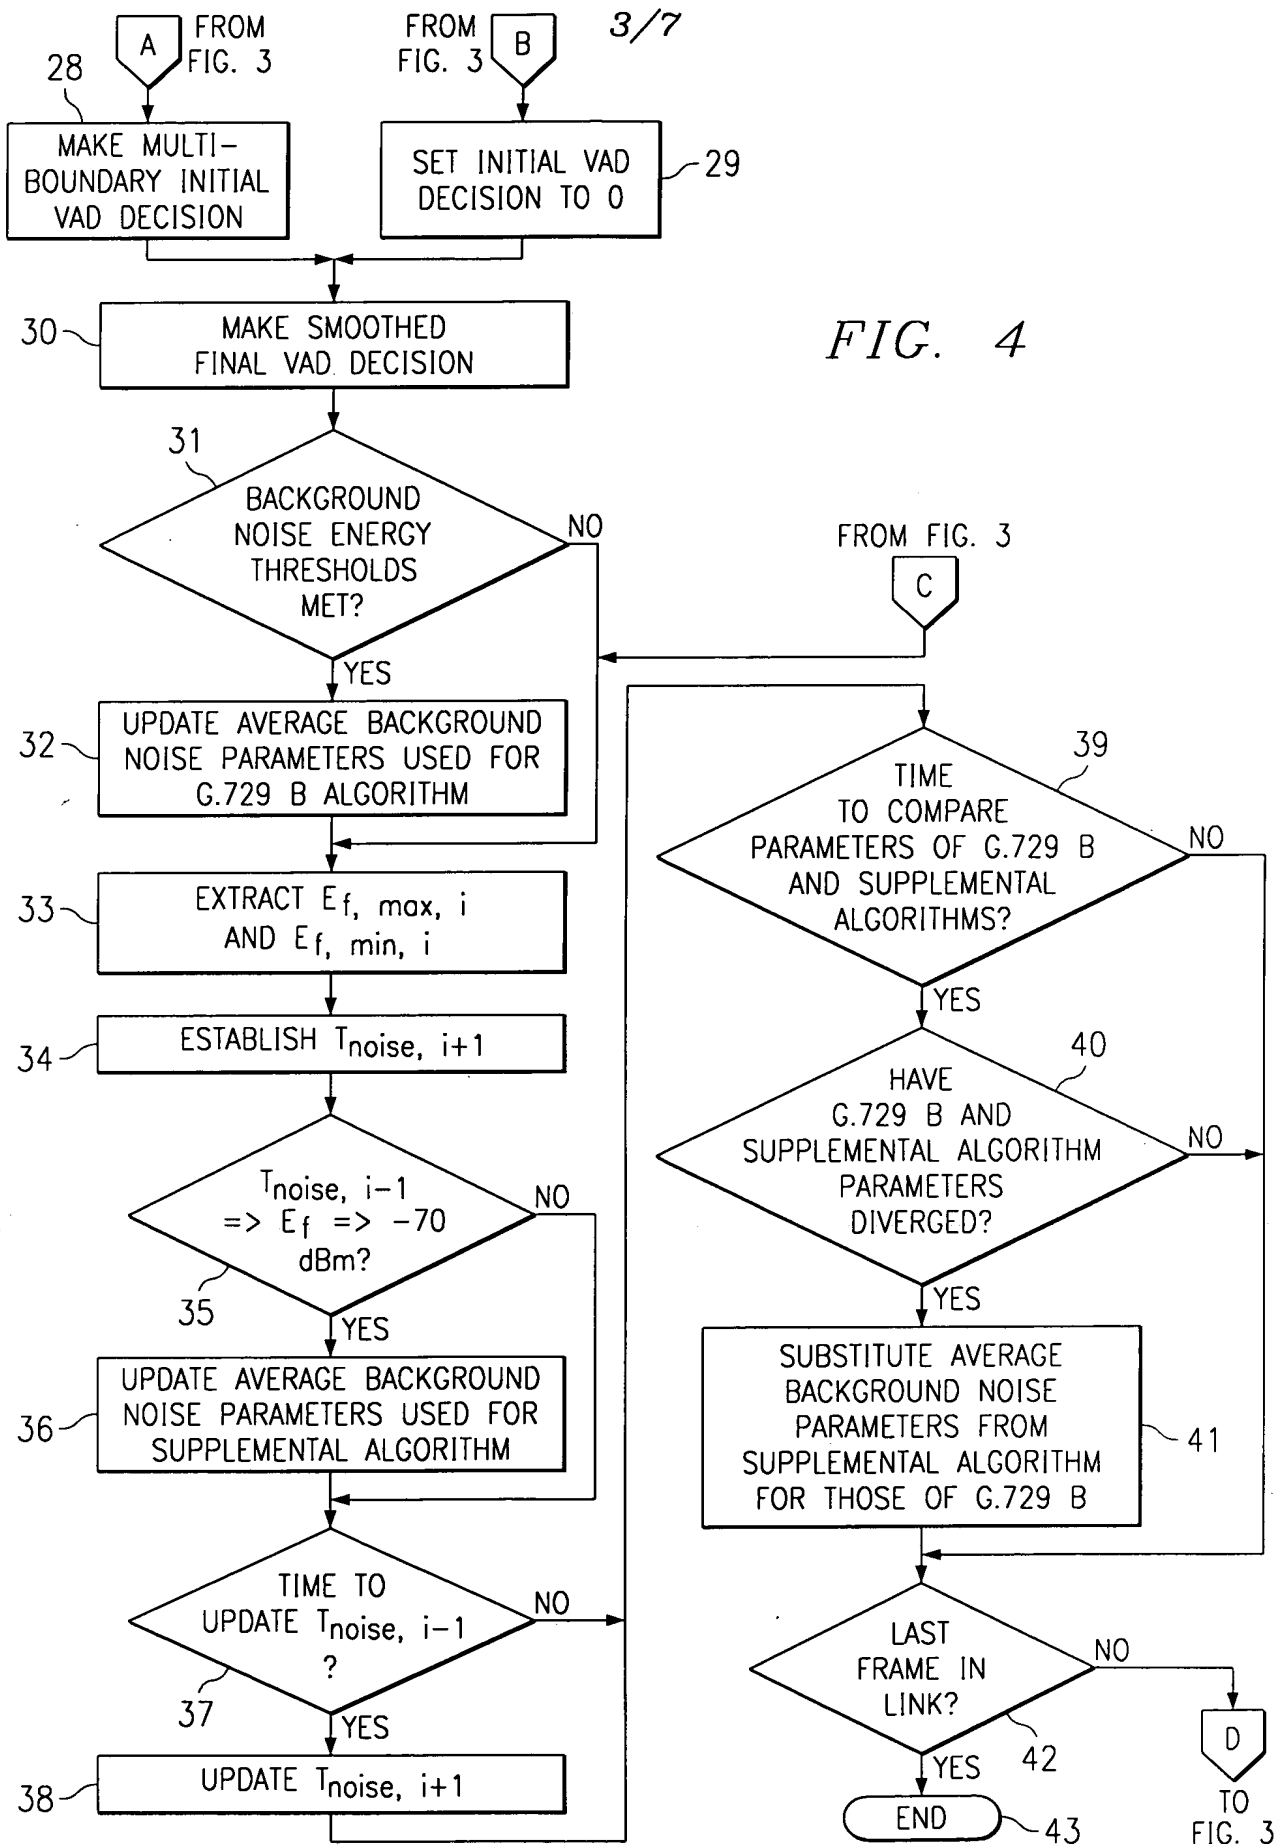 3/7
A
FROM
FIG. 3
FROM
FIG. 3
B
28
MAKE MULTI-
BOUNDARY INITIAL
VAD DECISION
SET INITIAL VAD
DECISION TO 0
29
30
MAKE SMOOTHED
FINAL VAD DECISION
FIG. 4
31
BACKGROUND
NOISE ENERGY
THRESHOLDS
MET?
NO
YES
FROM FIG. 3
C
32
UPDATE AVERAGE BACKGROUND
NOISE PARAMETERS USED FOR
G.729 B ALGORITHM
33
EXTRACT Ef, max, i
AND Ef, min, i
34
ESTABLISH Tnoise, i+1
Tnoise, i-1
=> Ef => -70
dBm?
NO
35
YES
36
UPDATE AVERAGE BACKGROUND
NOISE PARAMETERS USED FOR
SUPPLEMENTAL ALGORITHM
TIME TO
UPDATE Tnoise, i-1
?
NO
37
YES
38
UPDATE Tnoise, i+1
39
TIME
TO COMPARE
PARAMETERS OF G.729 B
AND SUPPLEMENTAL
ALGORITHMS?
NO
YES
40
HAVE
G.729 B AND
SUPPLEMENTAL ALGORITHM
PARAMETERS
DIVERGED?
NO
YES
SUBSTITUTE AVERAGE
BACKGROUND NOISE
PARAMETERS FROM
SUPPLEMENTAL ALGORITHM
FOR THOSE OF G.729 B
41
LAST
FRAME IN
LINK?
NO
42
YES
END
43
D
TO
FIG. 3